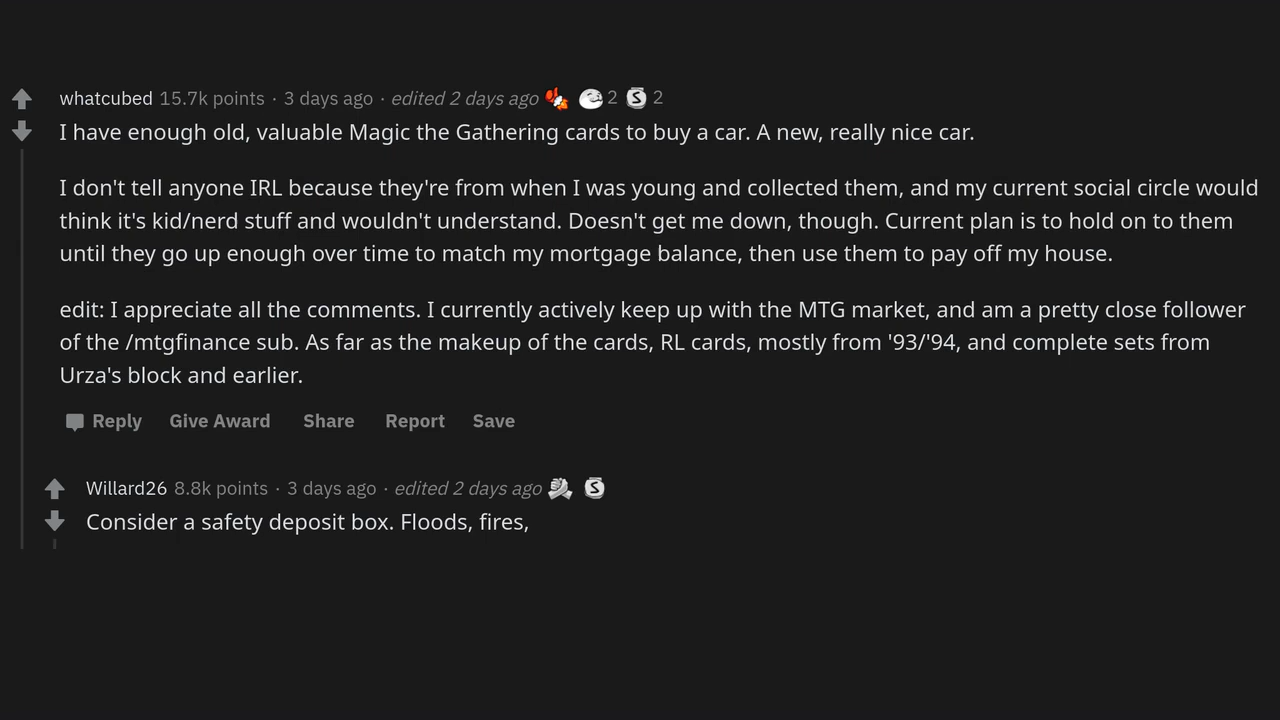 whatcubed 15.7k points · 3 days ago · edited 2 days ago 2 S 2
I have enough old, valuable Magic the Gathering cards to buy a car. A new, really nice car.
I don't tell anyone IRL because they're from when I was young and collected them, and my current social circle would
think it's kid/nerd stuff and wouldn't understand. Doesn't get me down, though. Current plan is to hold on to them
until they go up enough over time to match my mortgage balance, then use them to pay off my house.
edit: I appreciate all the comments. I currently actively keep up with the MTG market, and am a pretty close follower
of the /mtgfinance sub. As far as the makeup of the cards, RL cards, mostly from '93/'94, and complete sets from
Urza's block and earlier.
Reply Give Award Share Report Save
Willard26 8.8k points · 3 days ago · edited 2 days ago S
Consider a safety deposit box. Floods, fires,